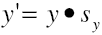 y'= y • s_y